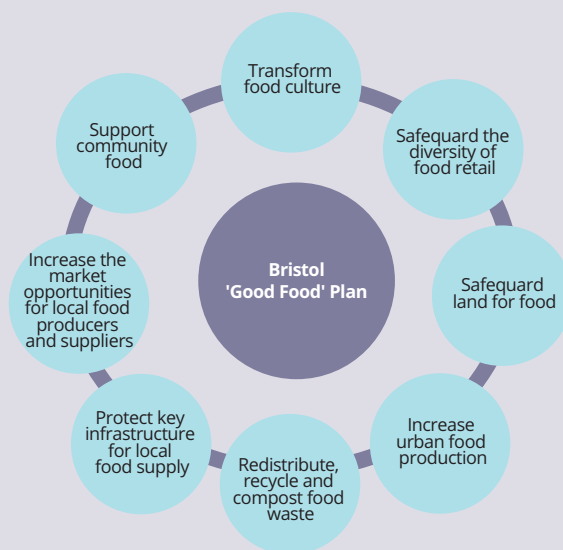 Transform
food culture
Safeguard the
diversity of
food retail
Safeguard
land for food
Increase
urban food
production
Redistribute,
recycle and
compost food
waste
Protect key
infrastructure
for local
food supply
Increase the
market
opportunities
for local food
producers
and suppliers
Support
community
food
Bristol
'Good Food' Plan